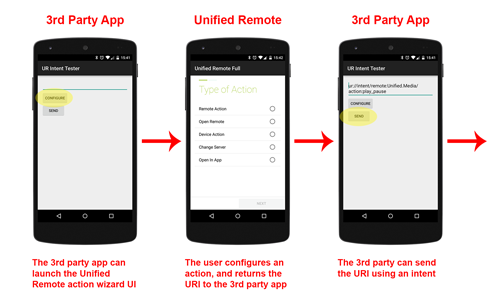 3rd Party App
Unified Remote
3rd Party App
15:41
UR Intent Tester
CONFIGURE
SEND
The 3rd party app can
launch the Unified
Remote action wizard UI
Unified Remote Full
Type of Action
Remote Action
Open Remote
Device Action
Change Server
Open In App
NEXT
The user configures an
action, and returns the
URI to the 3rd party app
15:41
UR Intent Tester
ur://intent/remote:Unified.Media/
action:play_pause
CONFIGURE
SEND
The 3rd party can send
the URI using an intent